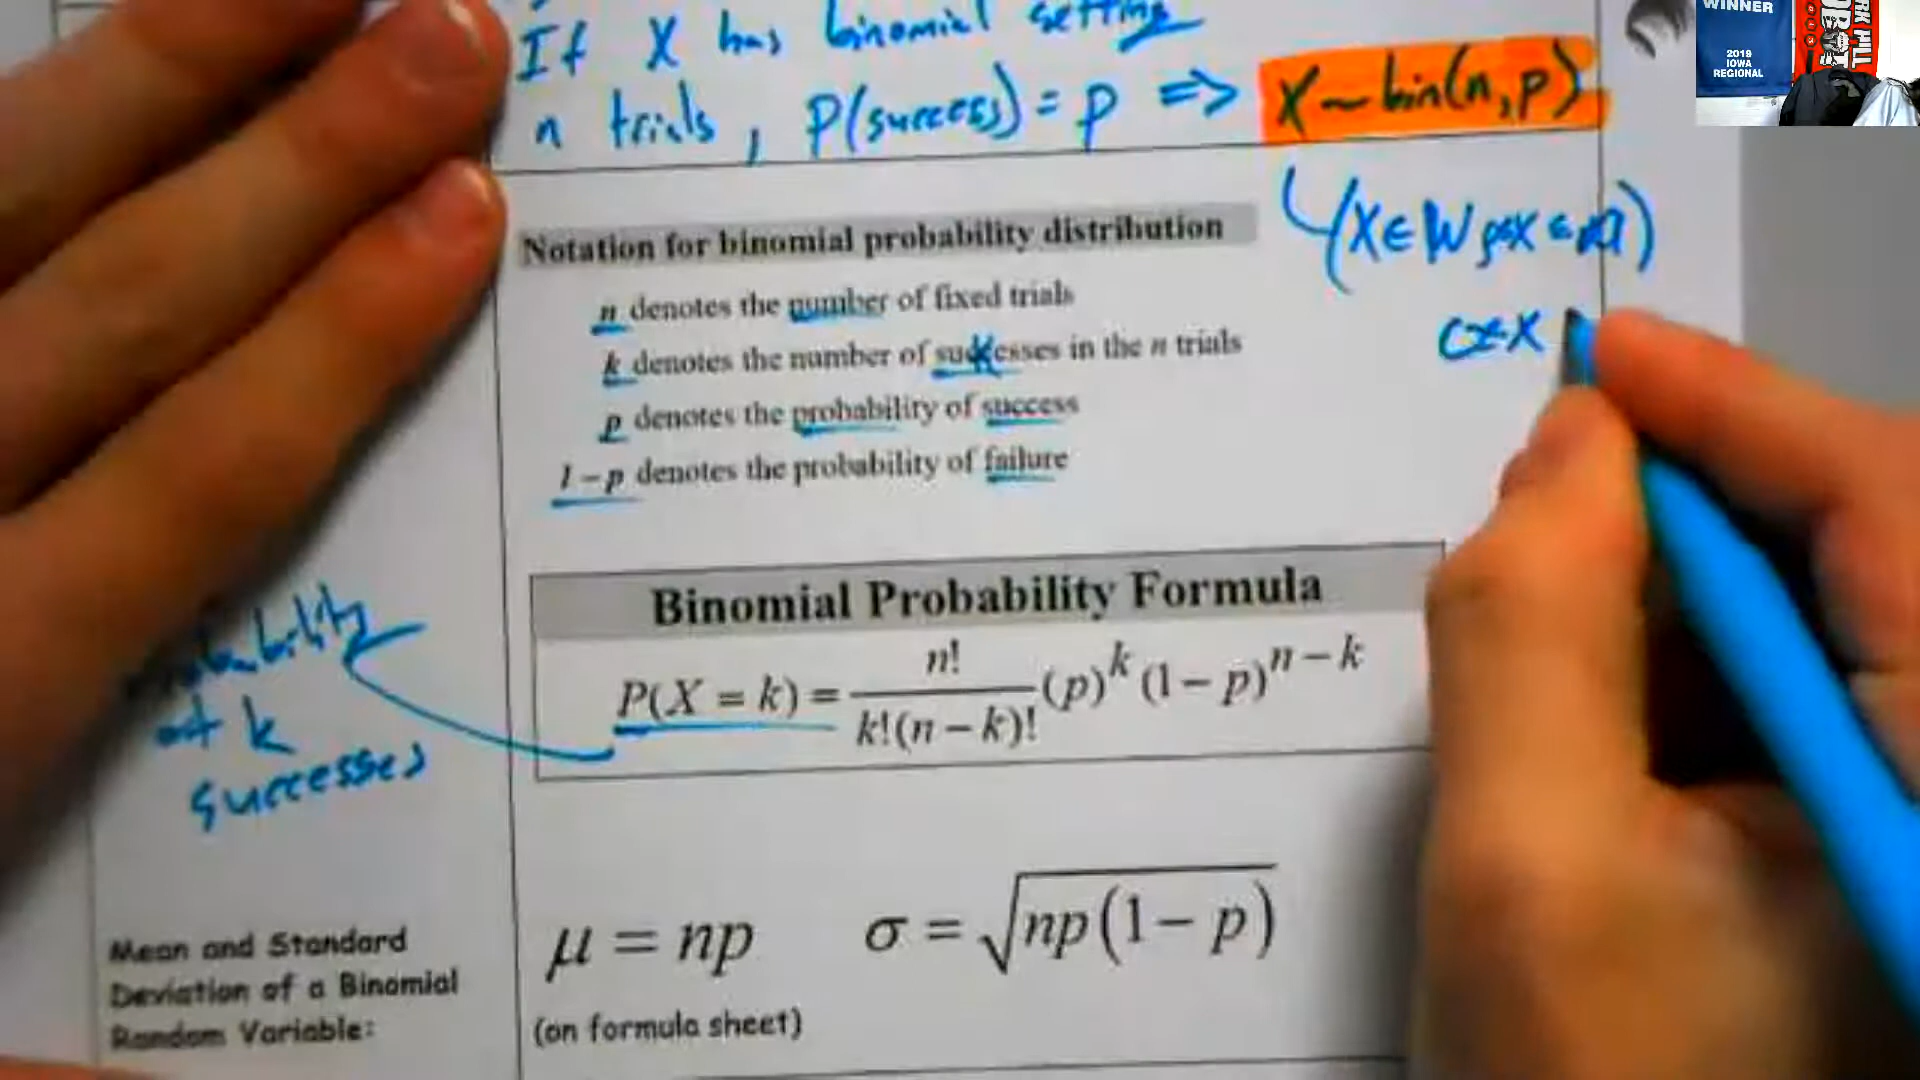 If X has binomial setting
n trials, P(success) = p => X ~ bin(n, p)
Notation for binomial probability distribution
n denotes the number of fixed trials
k denotes the number of successes in the n trials
p denotes the probability of success
1 – p denotes the probability of failure
Binomial Probability Formula
P(X = k) = n! / k!(n – k)! (p)^k (1 – p)^n – k
of k
successes
μ = np σ = √np(1 – p)
(on formula sheet)
Mean and Standard
Deviation of a Binomial
Random Variable:
WINNER
2019
IOWA
REGIONAL